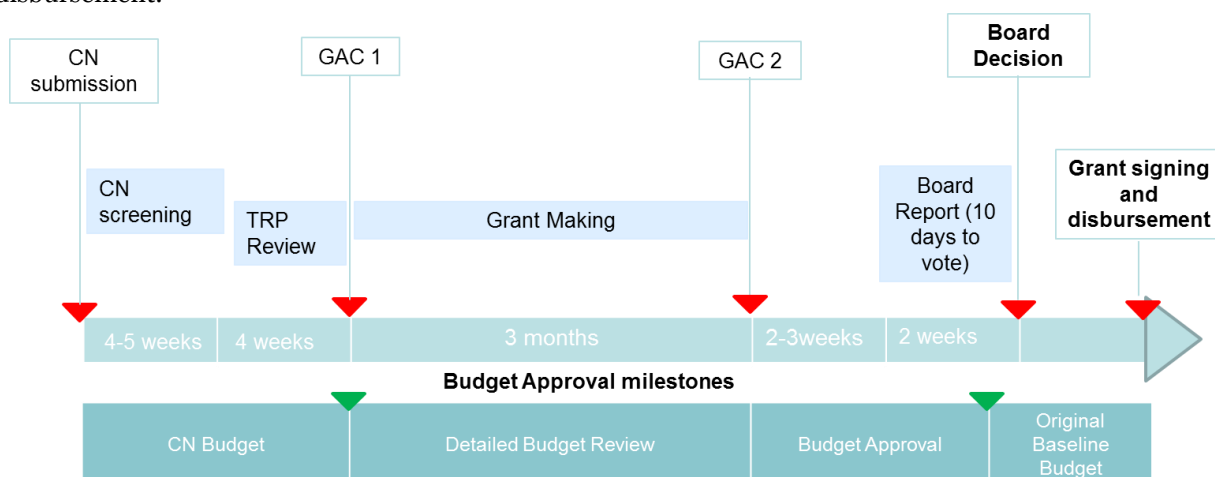 disbursement.
CN
submission
GAC 1
GAC 2
Board
Decision
CN
screening
TRP
Review
Grant Making
Board
Report (10
days to
vote)
Grant signing
and
disbursement
4-5 weeks
4 weeks
3 months
2-3weeks
2 weeks
Budget Approval milestones
CN Budget
Detailed Budget Review
Budget Approval
Original
Baseline
Budget